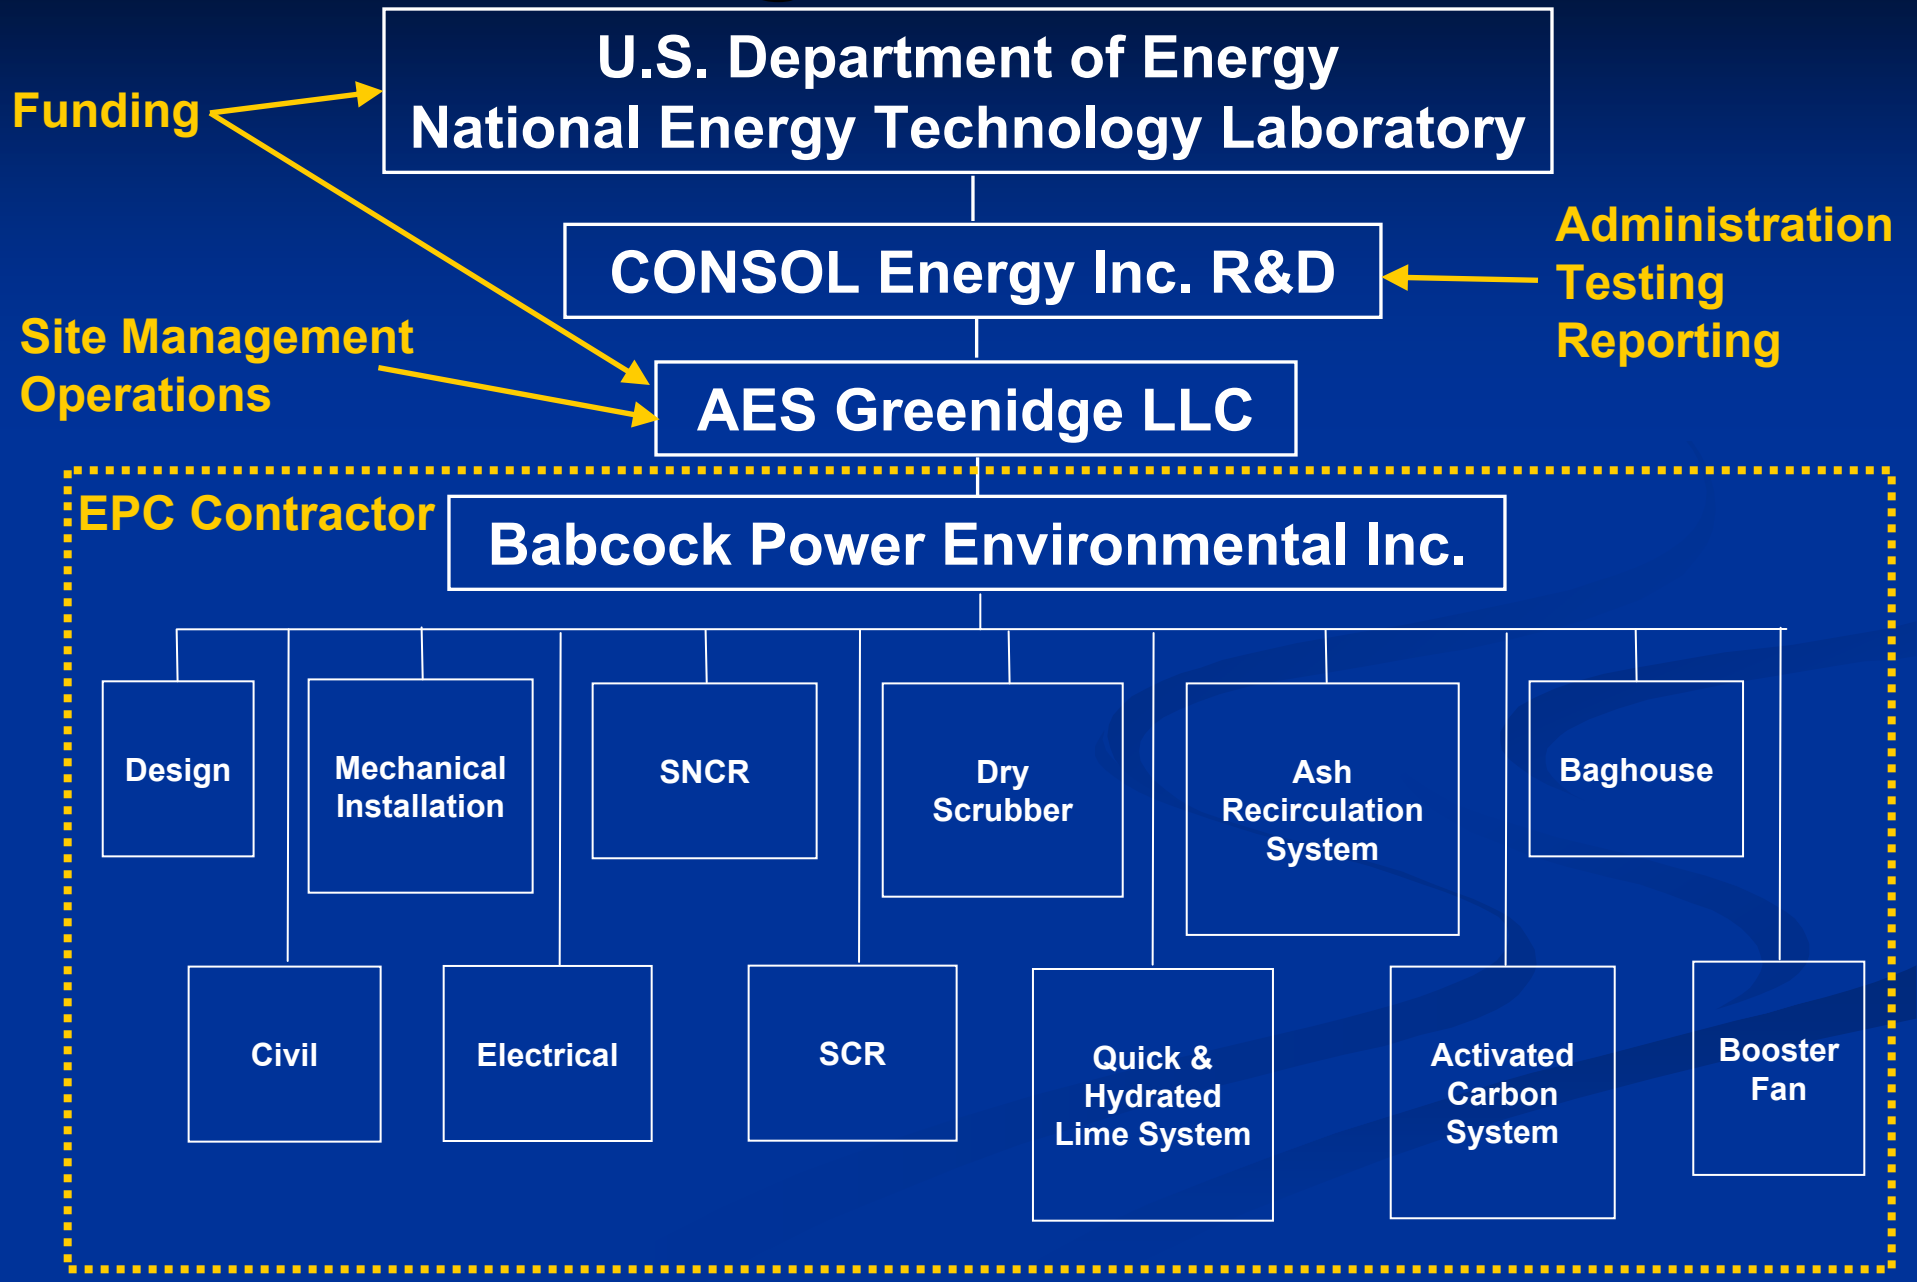 U.S. Department of Energy
National Energy Technology Laboratory
Funding
CONSOL Energy Inc. R&D
Administration
Testing
Reporting
Site Management
Operations
AES Greenidge LLC
EPC Contractor
Babcock Power Environmental Inc.
Design
Mechanical
Installation
SNCR
Dry
Scrubber
Ash
Recirculation
System
Baghouse
Civil
Electrical
SCR
Quick &
Hydrated
Lime System
Activated
Carbon
System
Booster
Fan